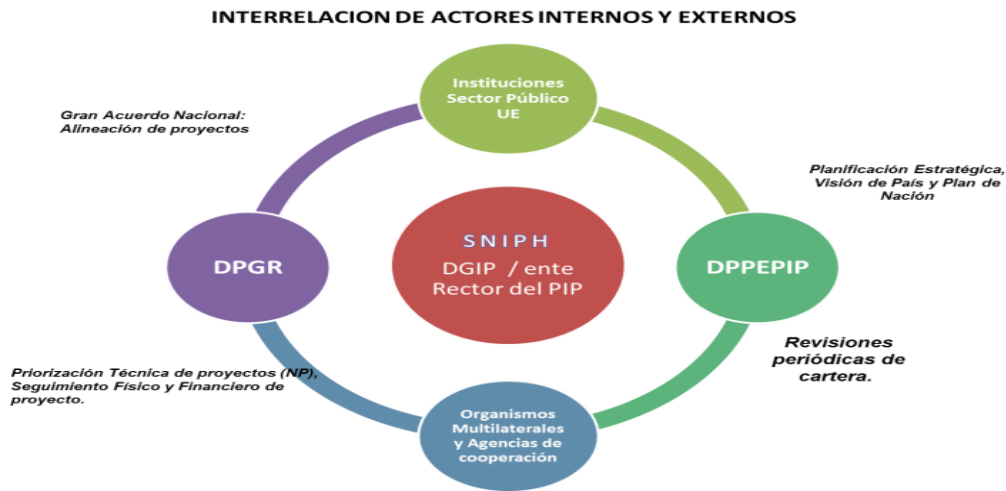 INTERRELACION DE ACTORES INTERNOS Y EXTERNOS
Instituciones
Sector Público
UE
Gran Acuerdo Nacional:
Alineación de proyectos
Planificación Estratégica,
Visión de País y Plan de
Nación
DPGR
SNIPH
DGIP / ente
Rector del PIP
DPPEPIP
Revisiones
periódicas de
cartera.
Priorización Técnica de proyectos (NP),
Seguimiento Físico y Financiero de
proyecto.
Organismos
Multilaterales
y Agencias de
cooperación